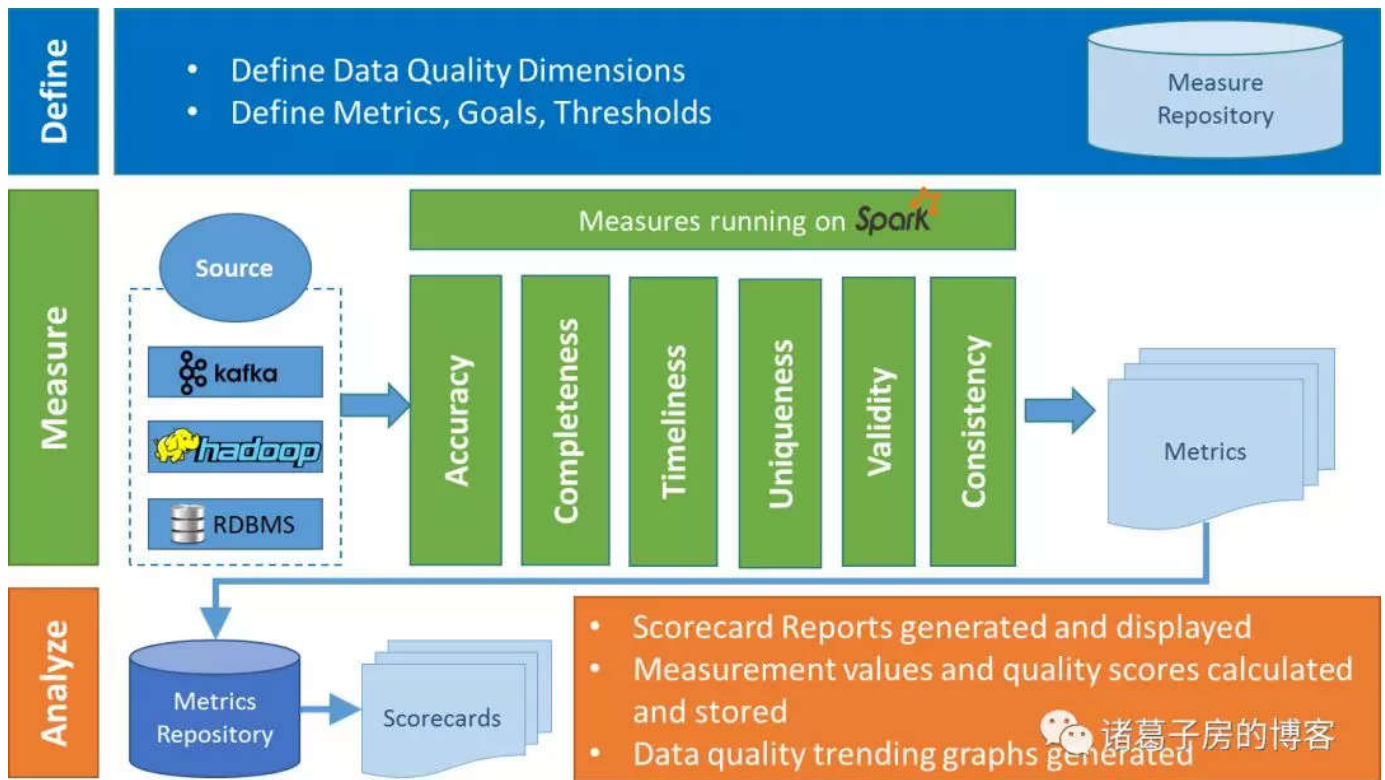 Define
• Define Data Quality Dimensions
• Define Metrics, Goals, Thresholds
Measure
Repository
Measure
Source
kafka
hadoop
RDBMS
Measures running on Spark
Accuracy
Completeness
Timeliness
Uniqueness
Validity
Consistency
Metrics
Analyze
Metrics
Repository
Scorecards
• Scorecard Reports generated and displayed
• Measurement values and quality scores calculated
and stored
• Data quality trending graphs generated
诸葛子房的博客